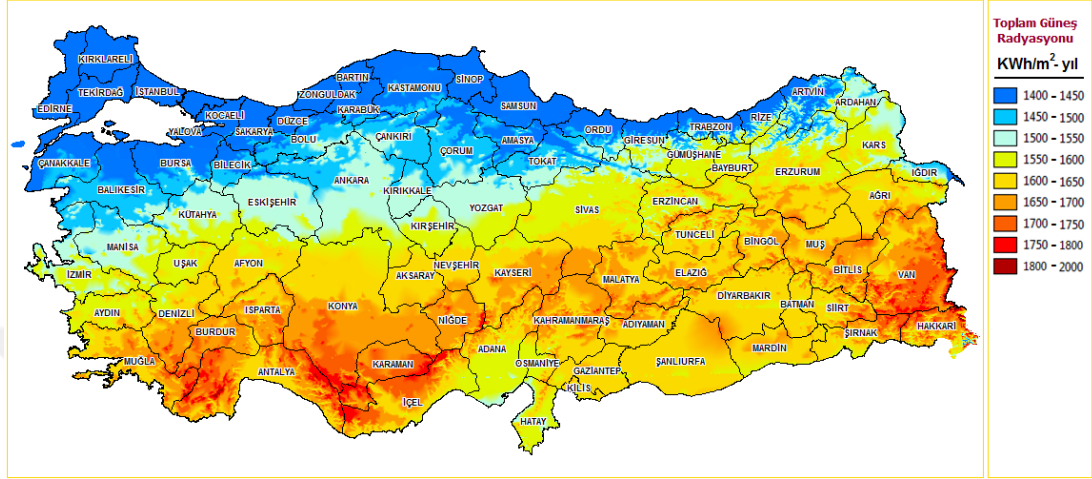 KIRKLARELİ
TEKİRDAĞ
İSTANBUL
EDİRNE
KOCAELİ
YALOVA
SAKARYA
DÜZCE
ZONGULDAK
BARTIN
KARABÜK
KASTAMONU
SİNOP
SAMSUN
BOLU
ÇANKIRI
ÇORUM
AMASYA
TOKAT
ORDU
GİRESUN
TRABZON
RİZE
ARTVİN
ARDAHAN
KARS
GÜMÜŞHANE
BAYBURT
ERZURUM
IĞDIR
AĞRI
ÇANAKKALE
BURSA
BİLECİK
BALIKESİR
KÜTAHYA
ESKİŞEHİR
ANKARA
KIRIKKALE
YOZGAT
KIRŞEHİR
SİVAS
ERZİNCAN
TUNCELİ
BİNGÖL
MUŞ
BİTLİS
VAN
MANİSA
İZMİR
UŞAK
AFYON
AKSARAY
NEVŞEHİR
KAYSERİ
MALATYA
ELAZIĞ
DİYARBAKIR
BATMAN
SİİRT
ŞIRNAK
HAKKARİ
AYDIN
DENİZLİ
ISPARTA
BURDUR
KONYA
NİĞDE
KAHRAMANMARAŞ
ADIYAMAN
MARDİN
ŞANLIURFA
MUĞLA
ANTALYA
KARAMAN
İÇEL
ADANA
OSMANİYE
GAZİANTEP
KİLİS
HATAY
Toplam Güneş
Radyasyonu
KWh/m²- yıl
1400 - 1450
1450 - 1500
1500 - 1550
1550 - 1600
1600 - 1650
1650 - 1700
1700 - 1750
1750 - 1800
1800 - 2000